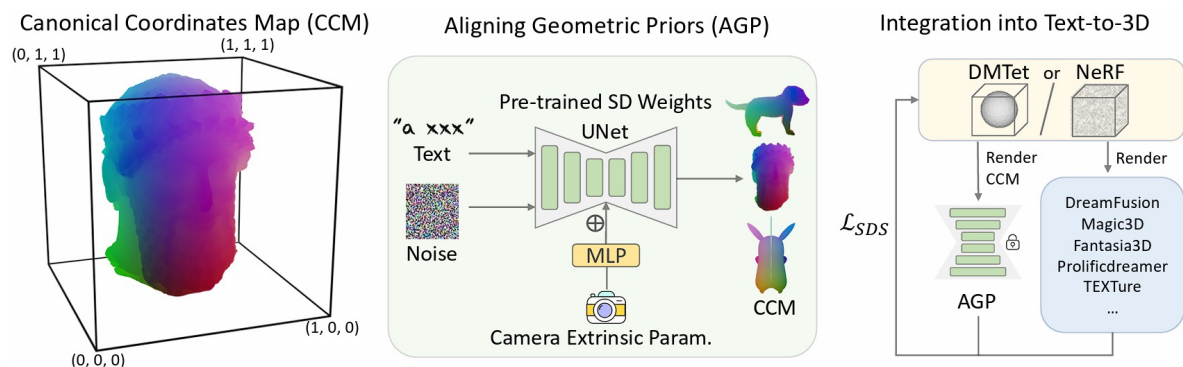 Canonical Coordinates Map (CCM)
(0, 1, 1)
(1, 1, 1)
(1, 0, 0)
(0, 0, 0)
Aligning Geometric Priors (AGP)
Pre-trained SD Weights
UNet
"a xxx"
Text
Noise
MLP
Camera Extrinsic Param.
CCM
Integration into Text-to-3D
DMTet or NeRF
Render
CCM
Render
ℒSDS
AGP
DreamFusion
Magic3D
Fantasia3D
Prolificdreamer
TEXTure
...